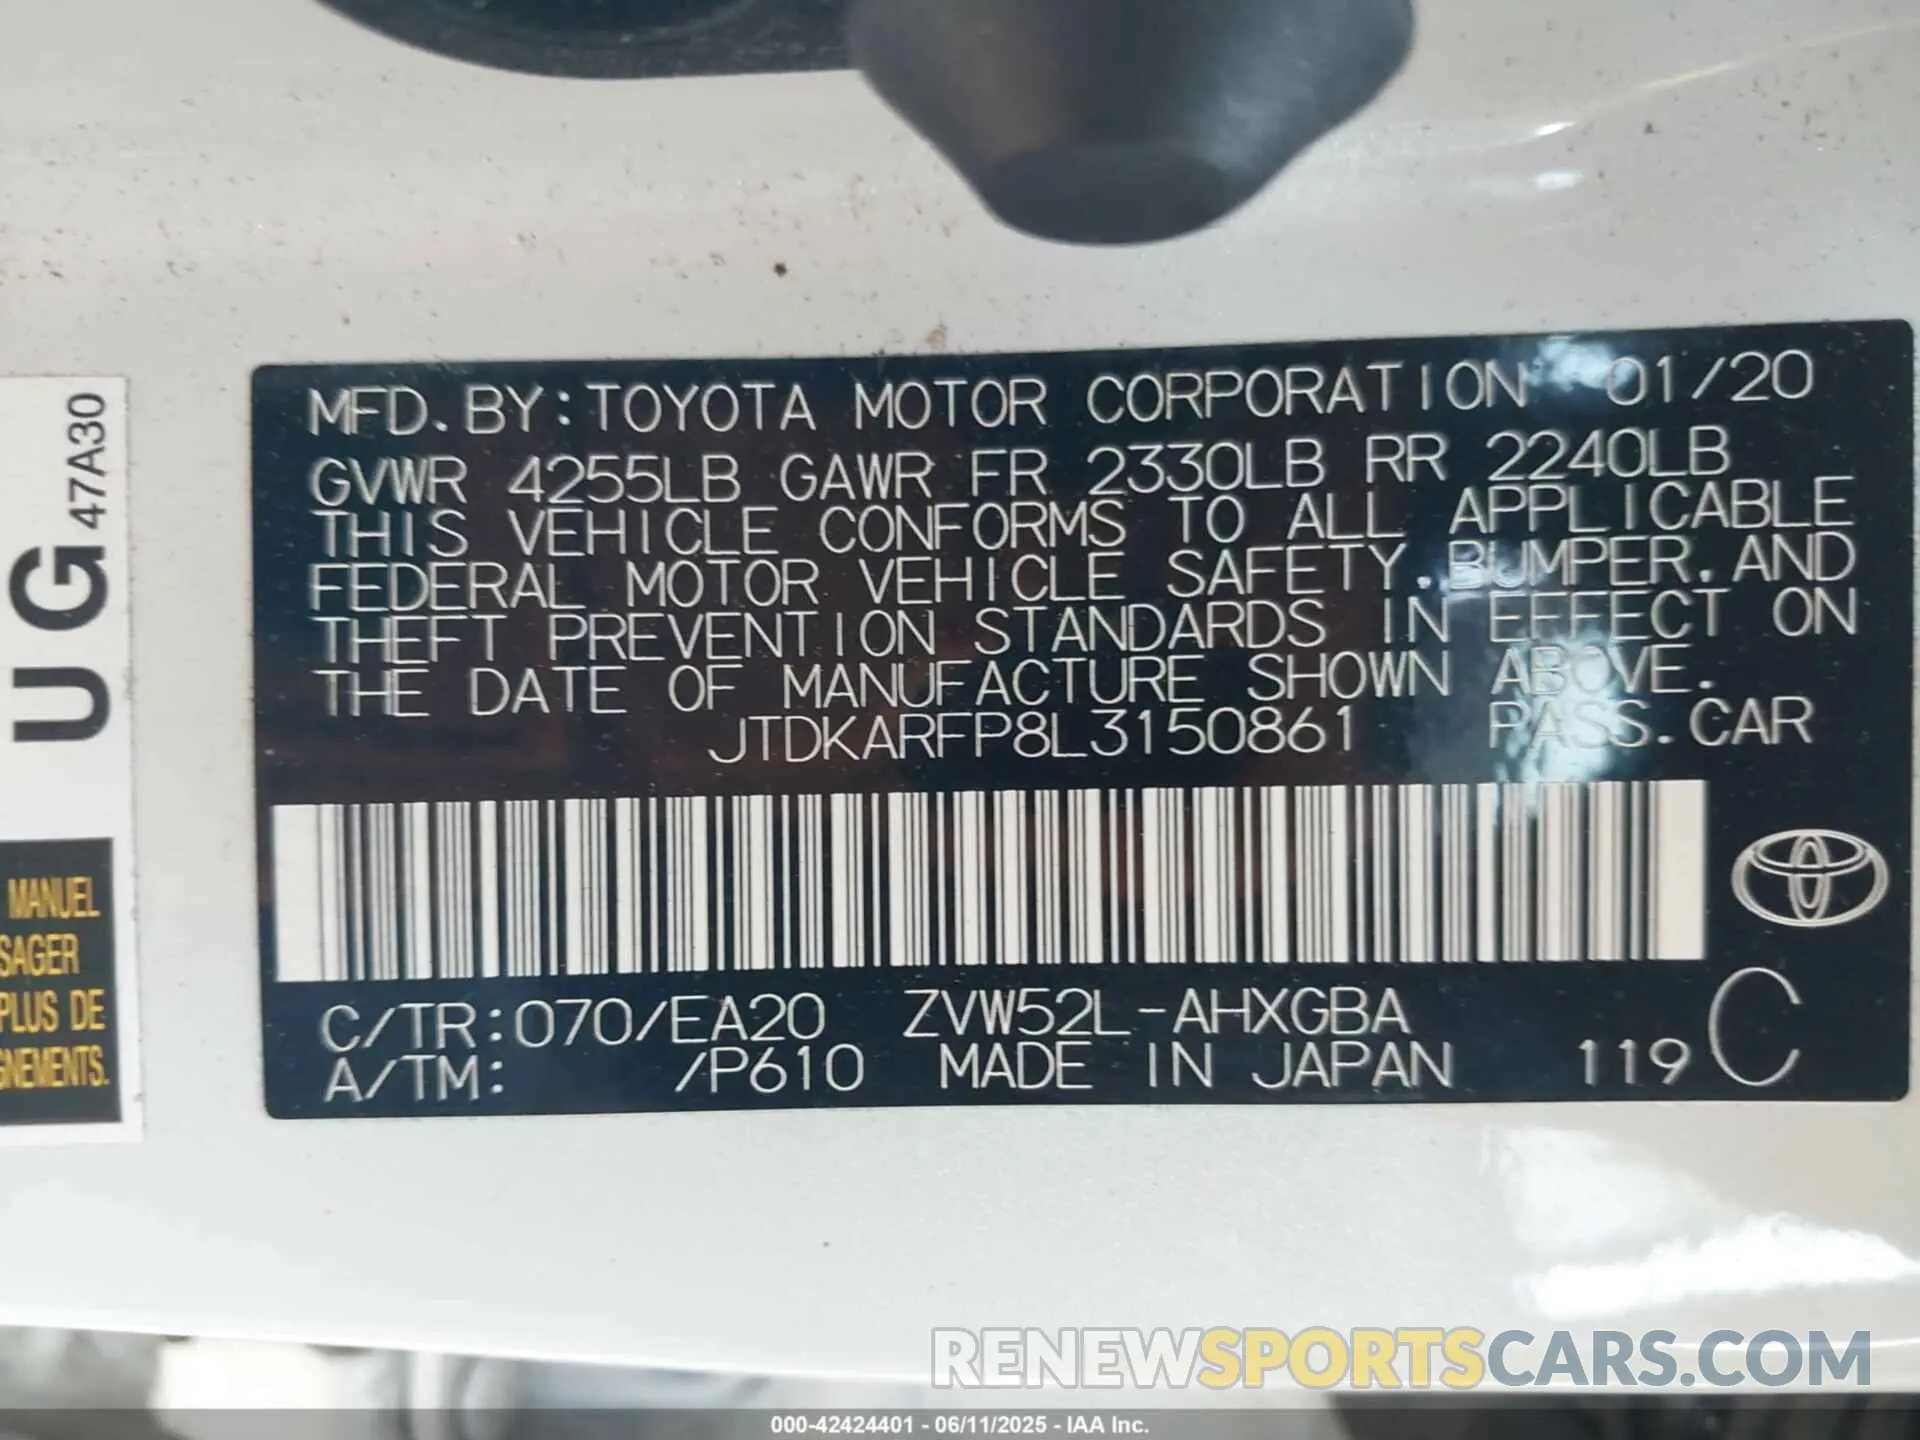 MFD. BY: TOYOTA MOTOR CORPORATION 01/20
GVWR 4255LB GAWR FR 2330LB RR 2240LB
THIS VEHICLE CONFORMS TO ALL APPLICABLE
FEDERAL MOTOR VEHICLE SAFETY. BUMPER. AND
THEFT PREVENTION STANDARDS IN EFFECT ON
THE DATE OF MANUFACTURE SHOWN ABOVE.
JTDKARFP8L3150861 PASS. CAR
C/TR: 070/EA20 ZVW52L-AHXGBA
A/TM: /P610 MADE IN JAPAN 119 C
UG 47A30
MANUEL
SAGER
PLUS DE
GNEMENTS.
RENEWSPORTSCARS.COM
000-42424401 - 06/11/2025 - IAA Inc.